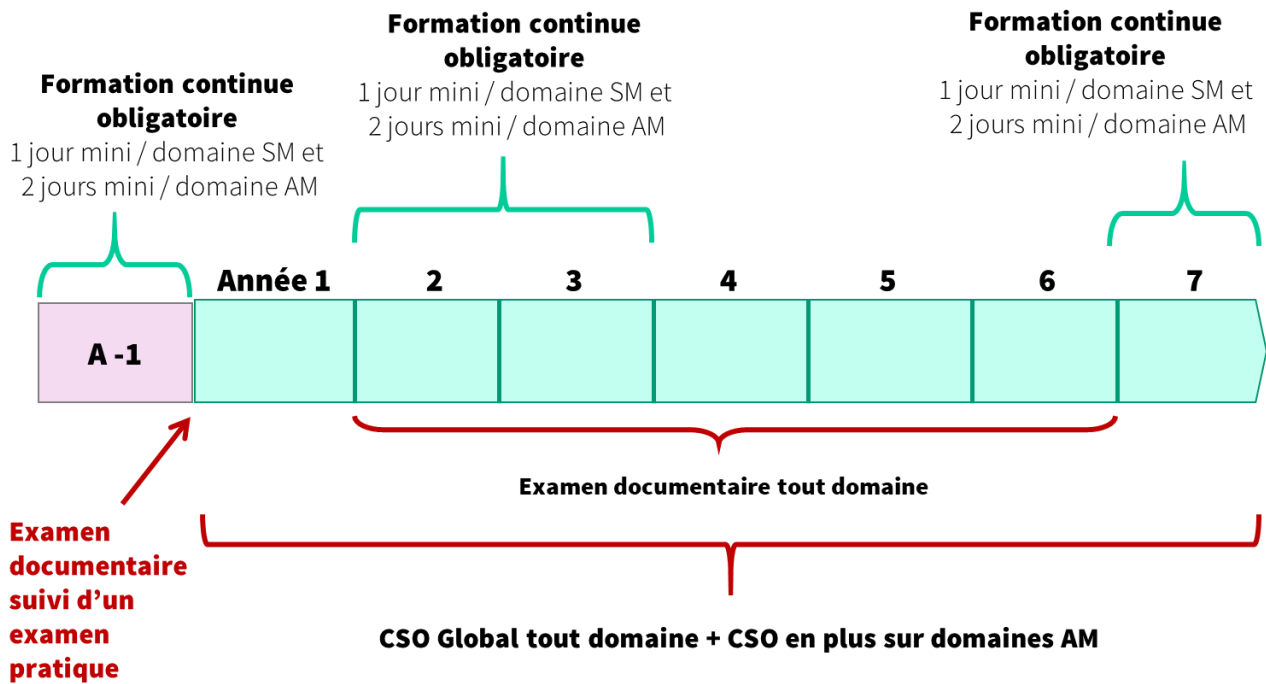 Formation continue
obligatoire
1 jour mini / domaine SM et
2 jours mini / domaine AM
Formation continue
obligatoire
1 jour mini / domaine SM et
2 jours mini / domaine AM
Formation continue
obligatoire
1 jour mini / domaine SM et
2 jours mini / domaine AM
Année 1 2 3 4 5 6 7
A -1
Examen documentaire tout domaine
Examen
documentaire
suivi d’un
examen
pratique
CSO Global tout domaine + CSO en plus sur domaines AM